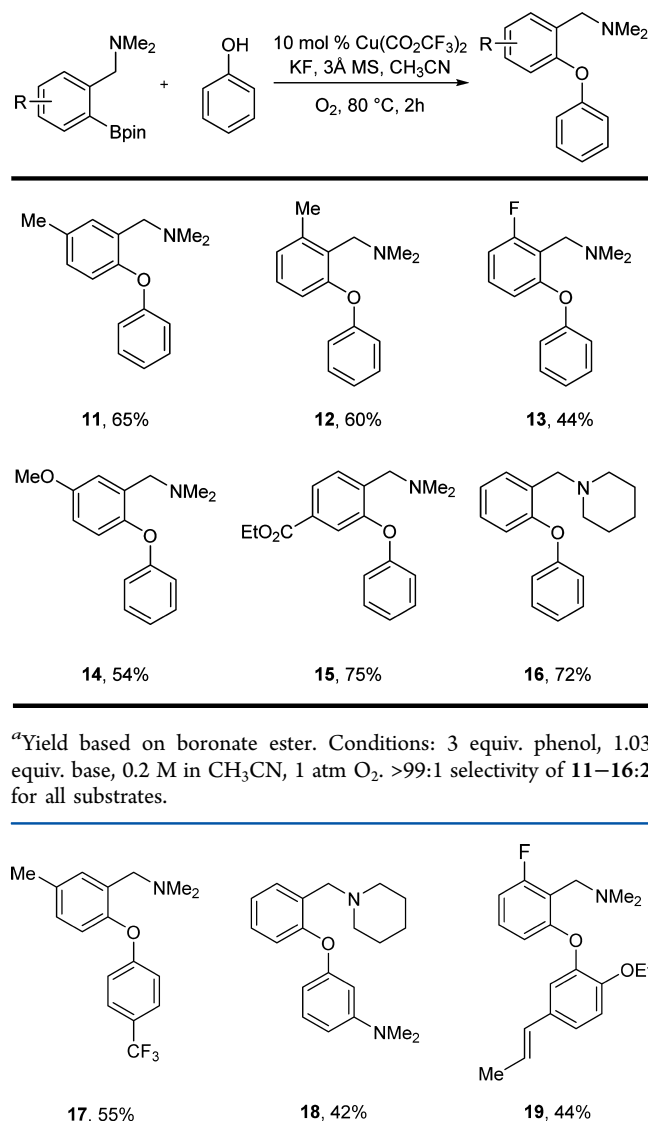 NMe2
R
Bpin
+
OH
10 mol % Cu(CO2CF3)2
KF, 3Å MS, CH3CN
O2, 80 °C, 2h
R
NMe2
O
Me
NMe2
O
11, 65%
Me
NMe2
O
12, 60%
F
NMe2
O
13, 44%
MeO
NMe2
O
14, 54%
EtO2C
NMe2
O
15, 75%
N
O
16, 72%
aYield based on boronate ester. Conditions: 3 equiv. phenol, 1.03
equiv. base, 0.2 M in CH3CN, 1 atm O2. >99:1 selectivity of 11−16:2
for all substrates.
Me
NMe2
O
CF3
17, 55%
N
O
NMe2
18, 42%
F
NMe2
O
OEt
Me
19, 44%